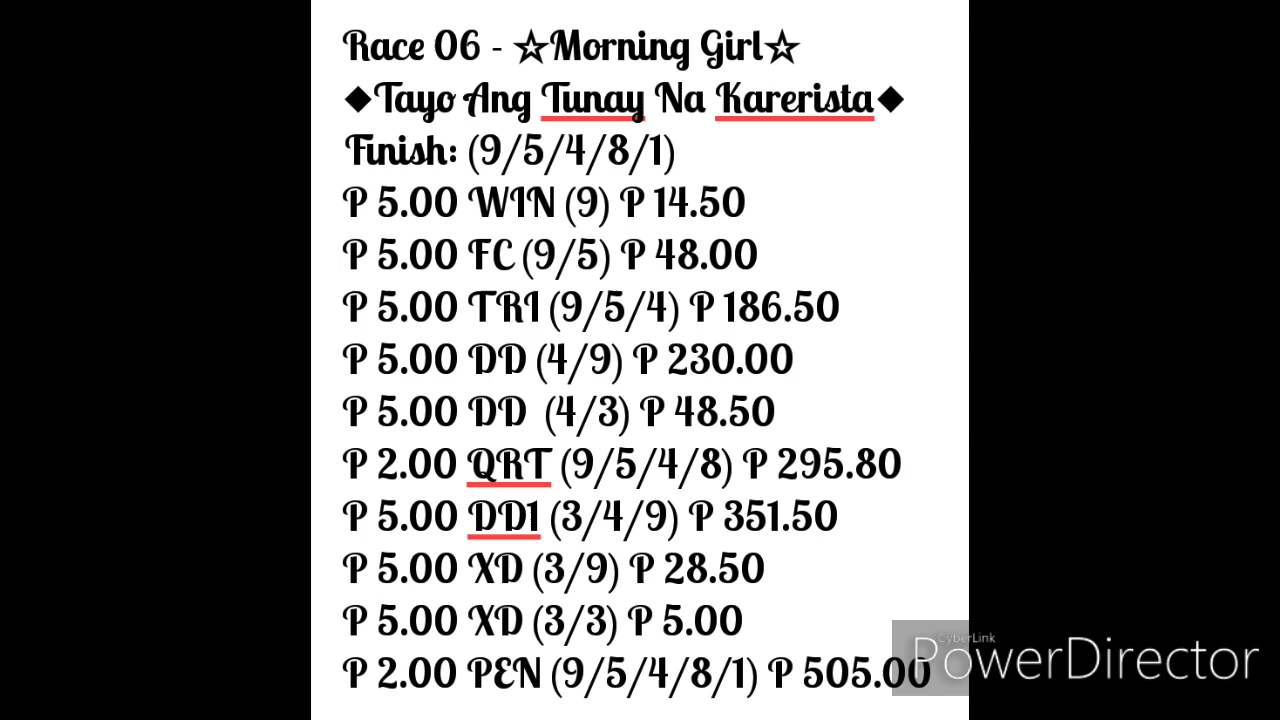 Race 06 - ☆Morning Girl☆
◆Tayo Ang Tunay Na Karerista◆
Finish: (9/5/4/8/1)
P 5.00 WIN (9) P 14.50
P 5.00 FC (9/5) P 48.00
P 5.00 TRI (9/5/4) P 186.50
P 5.00 DD (4/9) P 230.00
P 5.00 DD (4/3) P 48.50
P 2.00 QRT (9/5/4/8) P 295.80
P 5.00 DD1 (3/4/9) P 351.50
P 5.00 XD (3/9) P 28.50
P 5.00 XD (3/3) P 5.00
P 2.00 PEN (9/5/4/8/1) P 505.00
CyberLink
PowerDirector